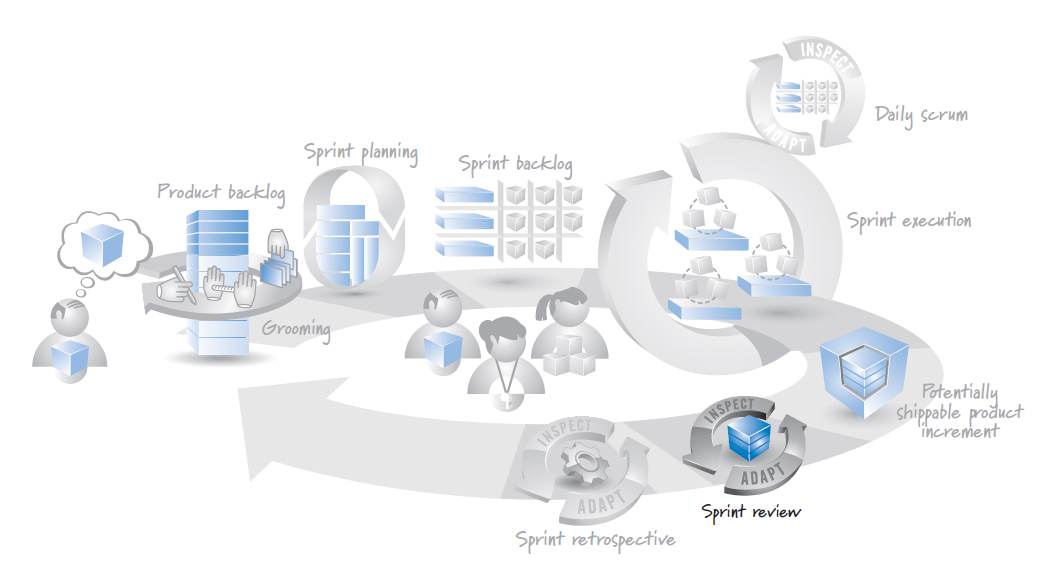 INSPECT
ADAPT
Daily scrum
Sprint planning
Sprint backlog
Product backlog
Sprint execution
Grooming
Potentially
shippable product
increment
INSPECT
ADAPT
Sprint review
INSPECT
ADAPT
Sprint retrospective